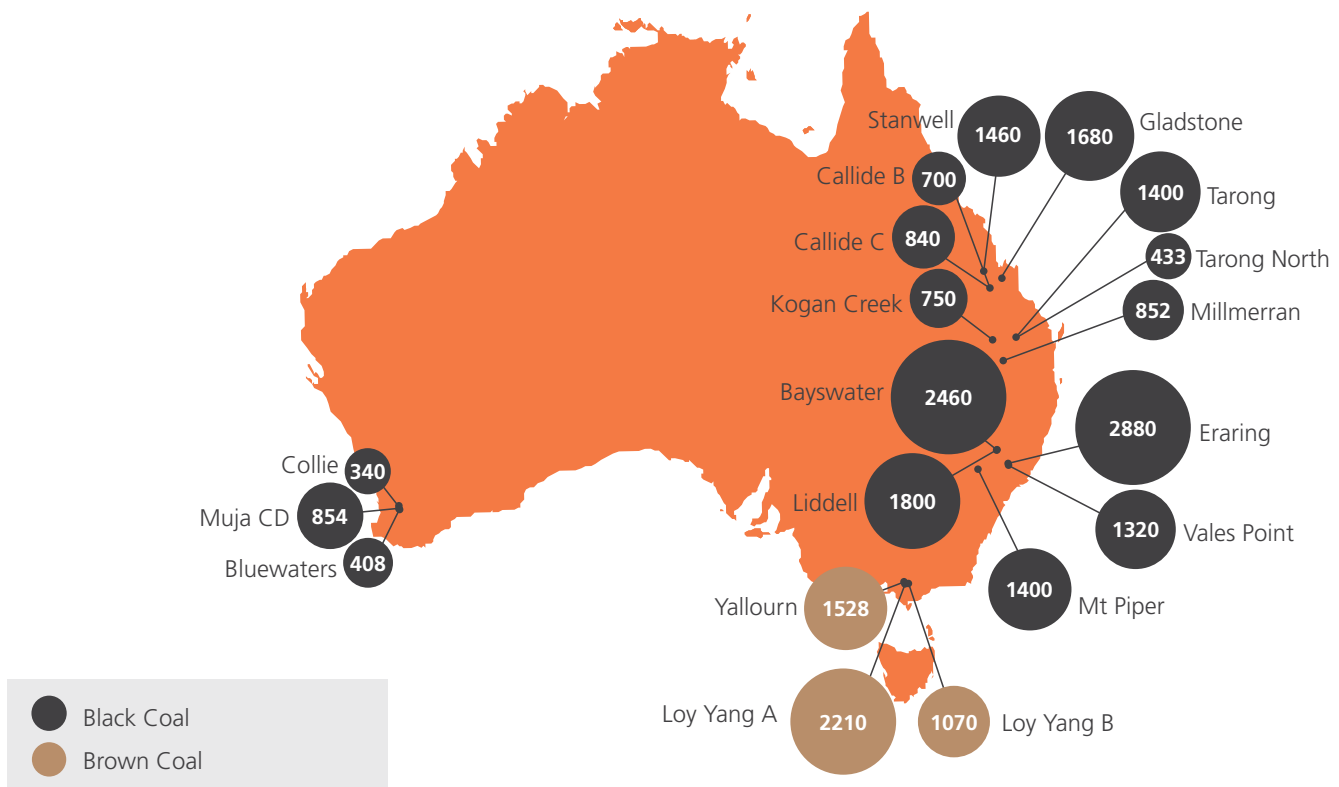 Stanwell
1460
1680
Gladstone
Callide B
700
1400
Tarong
Callide C
840
433
Tarong North
Kogan Creek
750
852
Millmerran
Bayswater
2460
2880
Eraring
Collie
340
Liddell
1800
Muja CD
854
1320
Vales Point
Bluewaters
408
1400
Mt Piper
Yallourn
1528
Loy Yang A
2210
1070
Loy Yang B
Black Coal
Brown Coal